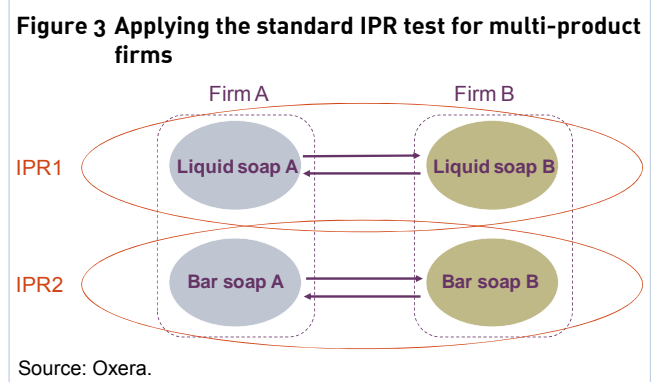 Figure 3 Applying the standard IPR test for multi-product
firms
Firm A Firm B
IPR1 Liquid soap A Liquid soap B
IPR2 Bar soap A Bar soap B
Source: Oxera.